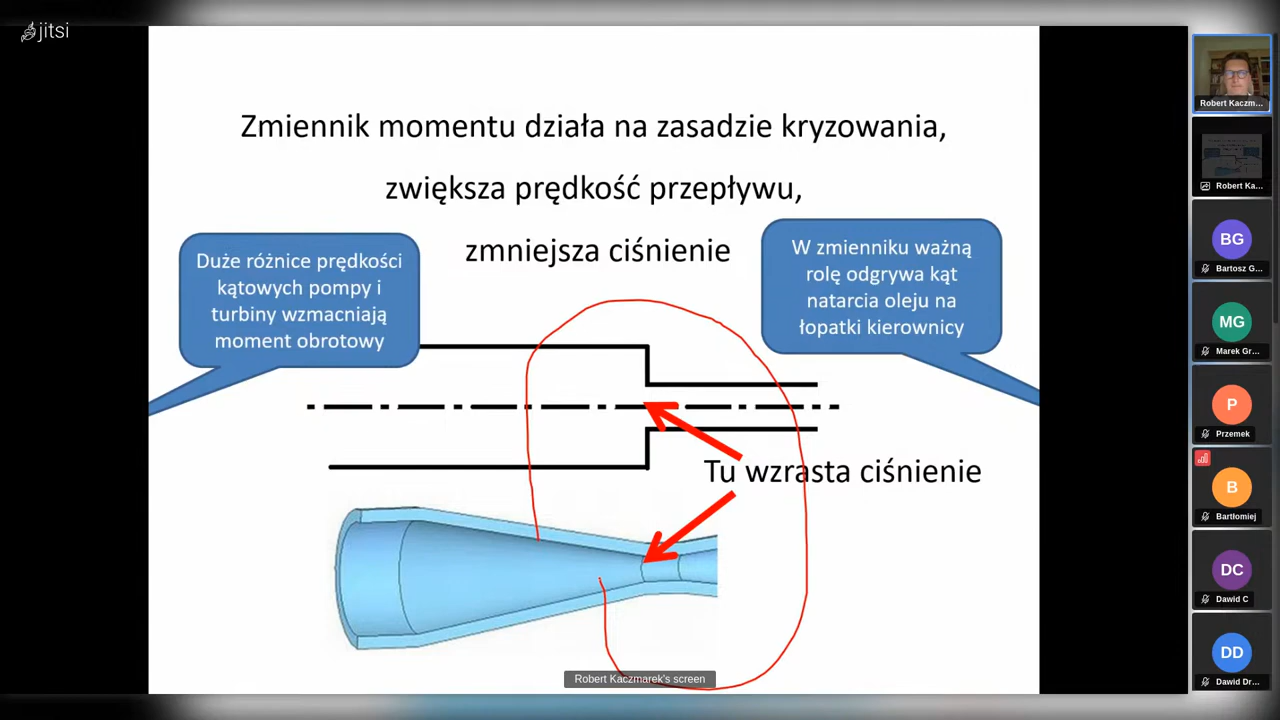 jitsi
Zmiennik momentu działa na zasadzie kryzowania,
zwiększa prędkość przepływu,
zmniejsza ciśnienie
Duże różnice prędkości
kątowych pompy i
turbiny wzmacniają
moment obrotowy
W zmienniku ważną
rolę odgrywa kąt
natarcia oleju na
łopatki kierownicy
Tu wzrasta ciśnienie
Robert Kaczmarek's screen
Robert Kaczm...
Robert Ka...
BG
Bartosz G...
MG
Marek Gr...
P
Przemek
B
Bartłomiej
DC
Dawid C
DD
Dawid Dr...